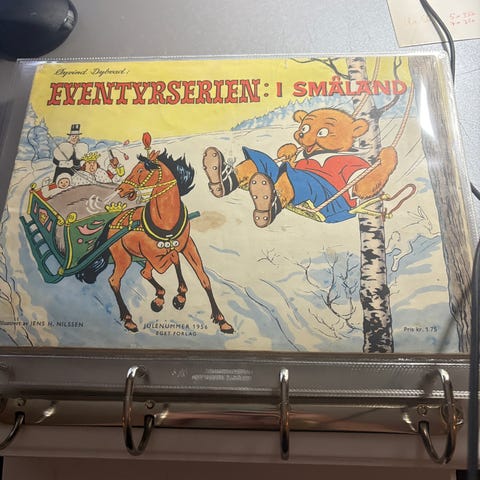 Øyvind Dybvad:
EVENTYRSERIEN: I SMÅLAND
Illustrert av JENS H. NILSSEN
JULENUMMER 1956
EGET FORLAG
Pris kr. 1.75